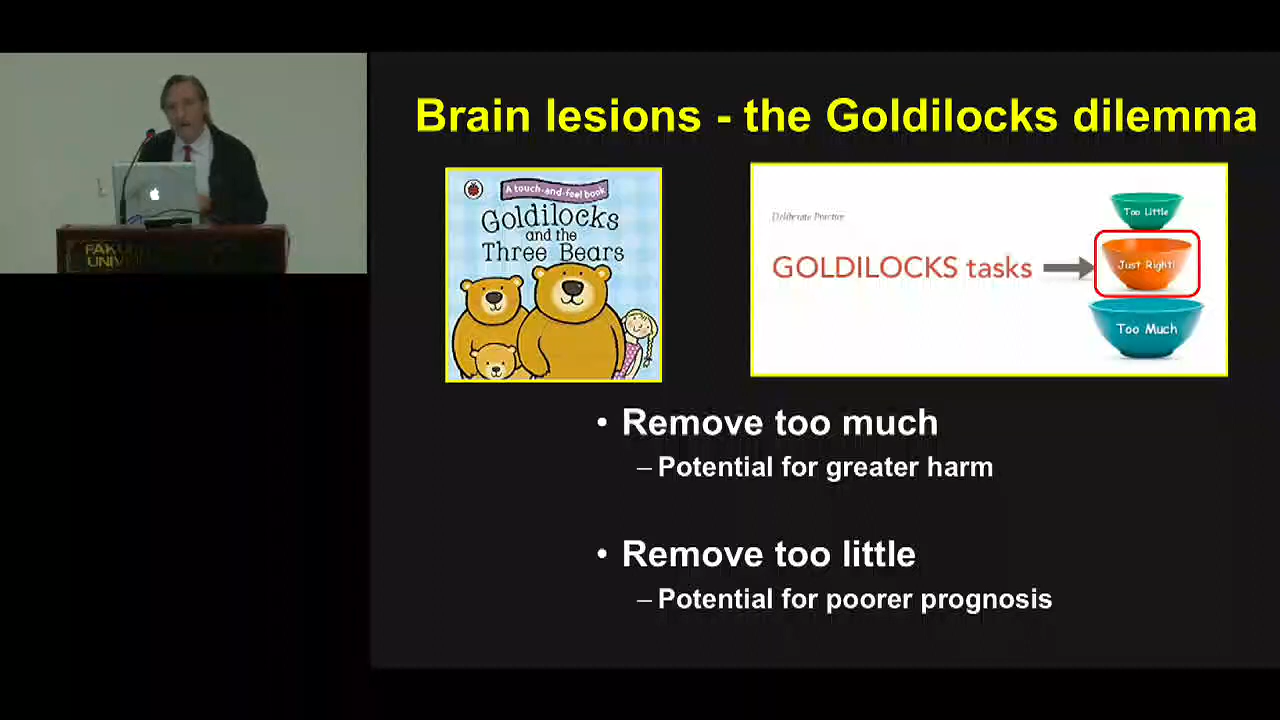 Brain lesions - the Goldilocks dilemma
A touch-and-feel book
Goldilocks
and the
Three Bears
Deliberate Practice
GOLDILOCKS tasks
Too Little
Just Right!
Too Much
• Remove too much
– Potential for greater harm
• Remove too little
– Potential for poorer prognosis